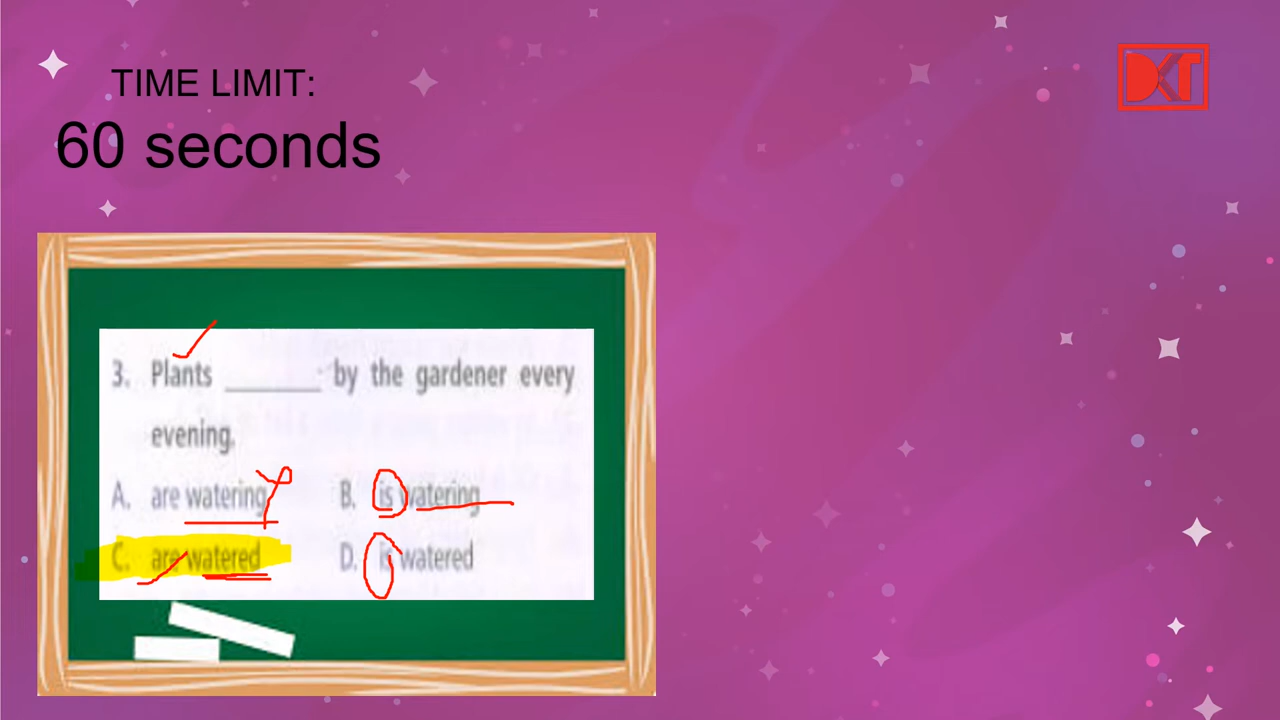 TIME LIMIT:
60 seconds
DKT
3. Plants ________ by the gardener every
evening.
A. are watering B. is watering
C. are watered D. is watered